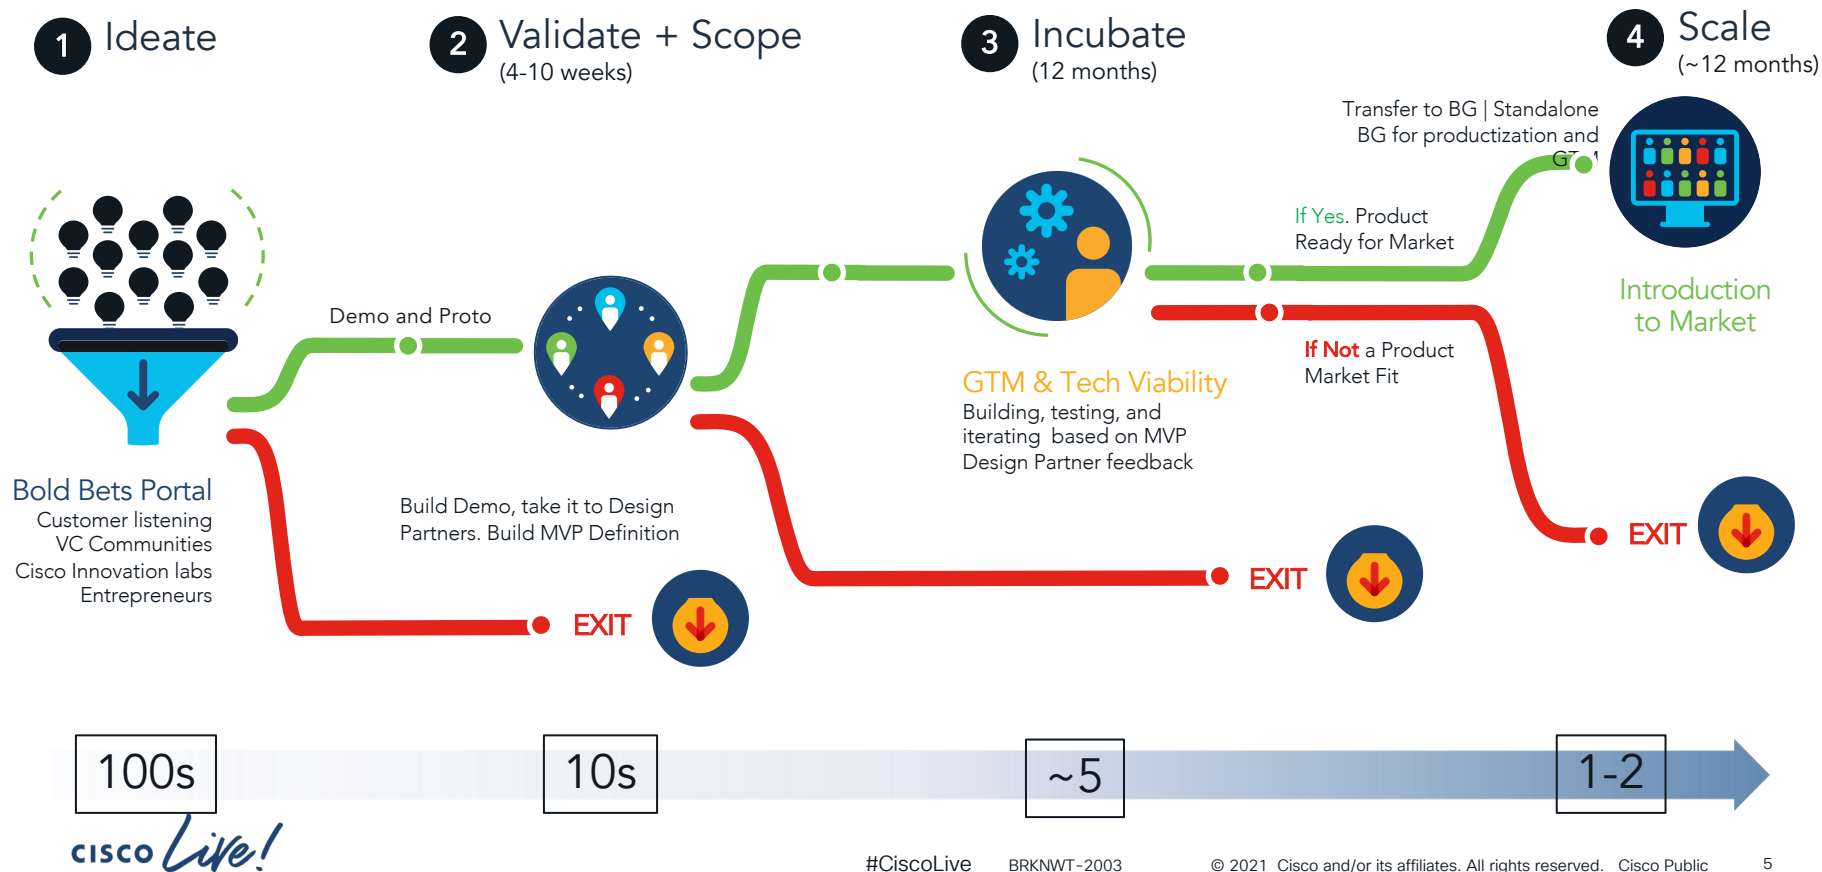 1 Ideate
2 Validate + Scope
(4-10 weeks)
3 Incubate
(12 months)
4 Scale
(~12 months)
Transfer to BG | Standalone
BG for productization and
If Yes. Product
Ready for Market
Introduction
to Market
Demo and Proto
If Not a Product
Market Fit
GTM & Tech Viability
Building, testing, and
iterating based on MVP
Design Partner feedback
Bold Bets Portal
Customer listening
VC Communities
Cisco Innovation labs
Entrepreneurs
Build Demo, take it to Design
Partners. Build MVP Definition
EXIT
EXIT
EXIT
100s
10s
~5
1-2
CISCO Live!
#CiscoLive
BRKNWT-2003
© 2021 Cisco and/or its affiliates. All rights reserved. Cisco Public
5